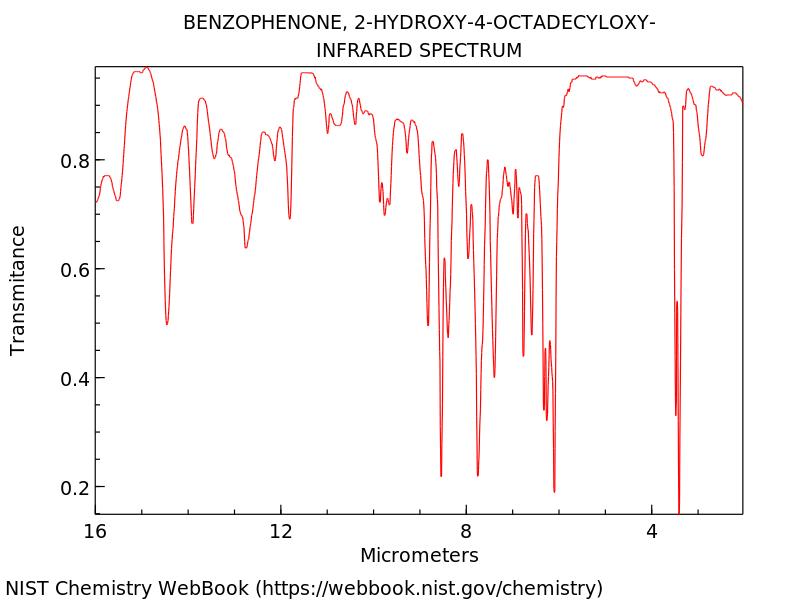 BENZOPHENONE, 2-HYDROXY-4-OCTADECYLOXY-
INFRARED SPECTRUM
Transmitance
0.8
0.6
0.4
0.2
16 12 8 4
Micrometers
NIST Chemistry WebBook (https://webbook.nist.gov/chemistry)